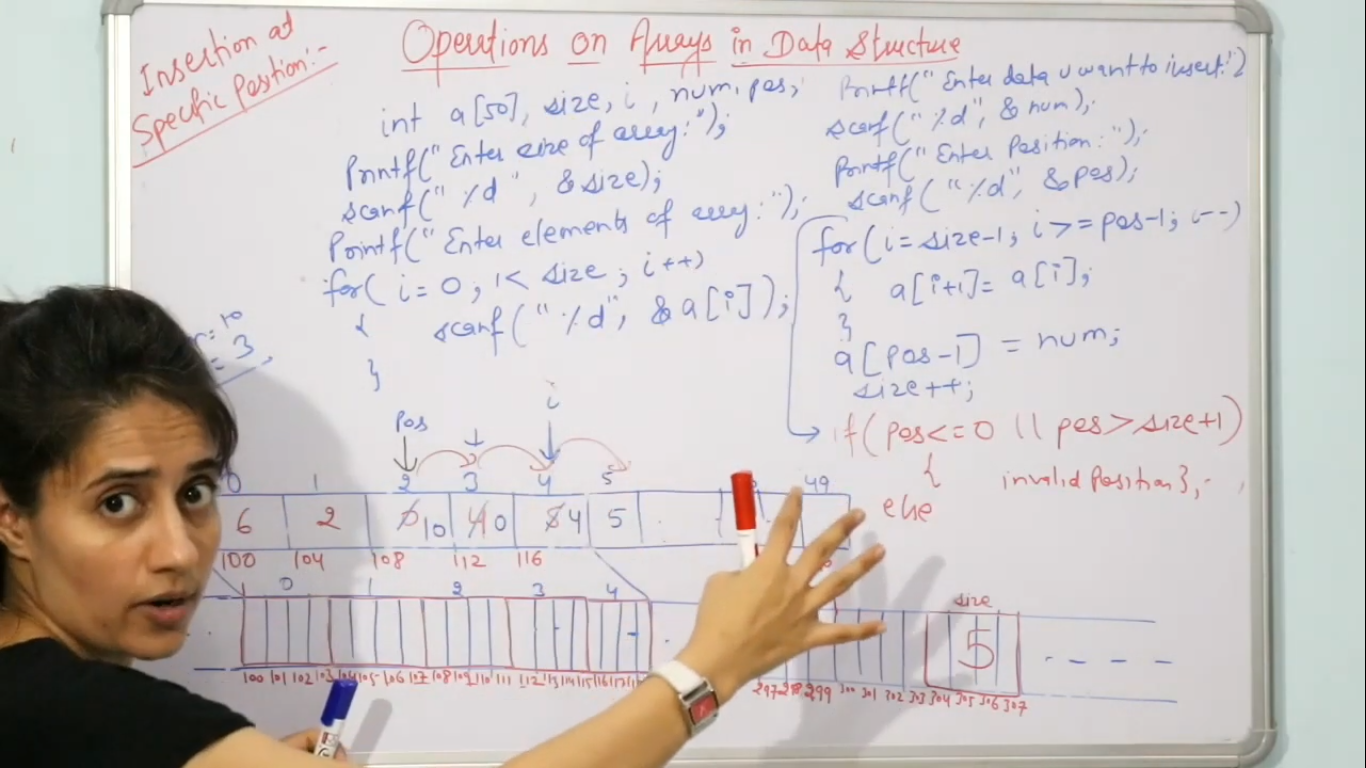 Insertion at
Specific Position:-
Operations on Arrays in Data Structure
int a[50], size, i, num, pos;
Printf("Enter size of array:");
scanf("%d", &size);
Printf("Enter elements of array:");
for( i=0; i< size; i++)
{ scanf("%d", &a[i]);
}
Printf("Enter data u want to insert:")
scanf("%d", &num);
Printf("Enter Position:");
scanf("%d", &pos);
for(i=size-1; i>=pos-1; i--)
{ a[i+1]= a[i];
}
a[pos-1] = num;
size++;
if( pos<=0 || pos>size+1)
{ invalid position};
else
= 10
= 3
Pos
i
0 1 2 3 4 5 49
6 2 10 0 4 5
100 104 108 112 116
0 1 2 3 4
size
5
100 101 102 103 104 105 106 107 108 109 110 111 112 113 114 115 116 117
297 298 299 300 301 302 303 304 305 306 307